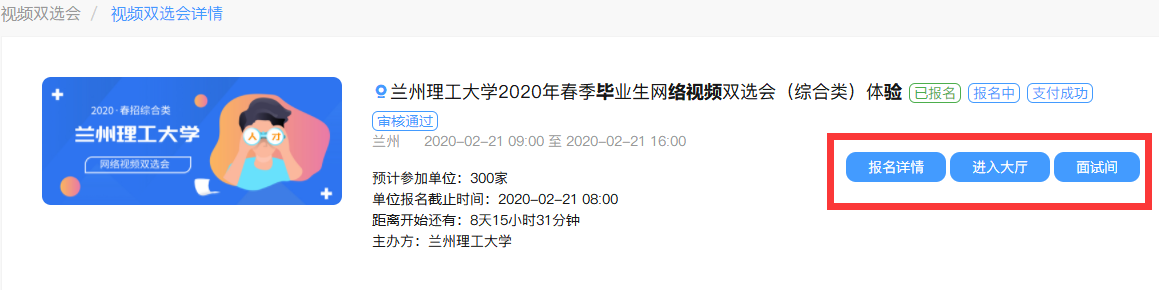 视频双选会 / 视频双选会详情
2020·春招综合类
兰州理工大学
网络视频双选会
人 才
兰州理工大学2020年春季毕业生网络视频双选会（综合类）体验 已报名 报名中 支付成功
审核通过
兰州 2020-02-21 09:00 至 2020-02-21 16:00
预计参加单位：300家
单位报名截止时间：2020-02-21 08:00
距离开始还有：8天15小时31分钟
主办方：兰州理工大学
报名详情 进入大厅 面试间